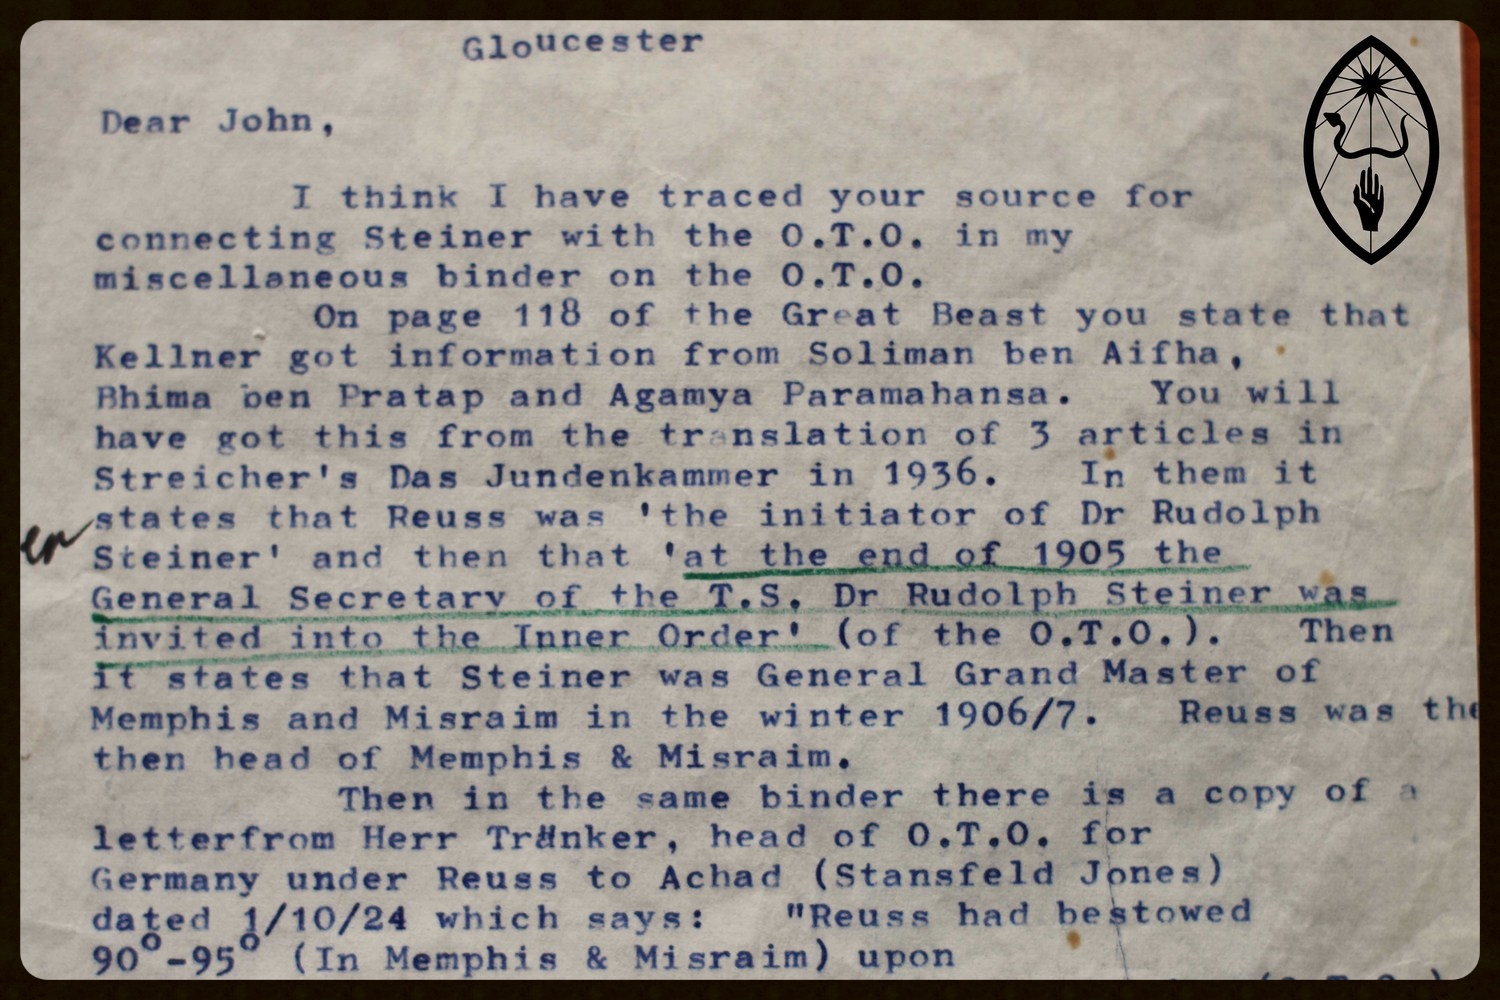 Gloucester
Dear John,
I think I have traced your source for
connecting Steiner with the O.T.O. in my
miscellaneous binder on the O.T.O.
On page 118 of the Great Beast you state that
Kellner got information from Soliman ben Aifha,
Bhima ben Pratap and Agamya Paramahansa. You will
have got this from the translation of 3 articles in
Streicher's Das Jundenkammer in 1936. In them it
states that Reuss was 'the initiator of Dr Rudolph
Steiner' and then that 'at the end of 1905 the
General Secretary of the T.S. Dr Rudolph Steiner was
invited into the Inner Order' (of the O.T.O.). Then
it states that Steiner was General Grand Master of
Memphis and Misraim in the winter 1906/7. Reuss was the
then head of Memphis & Misraim.
Then in the same binder there is a copy of a
letterfrom Herr Tränker, head of O.T.O. for
Germany under Reuss to Achad (Stansfeld Jones)
dated 1/10/24 which says: "Reuss had bestowed
90°-95° (In Memphis & Misraim) upon